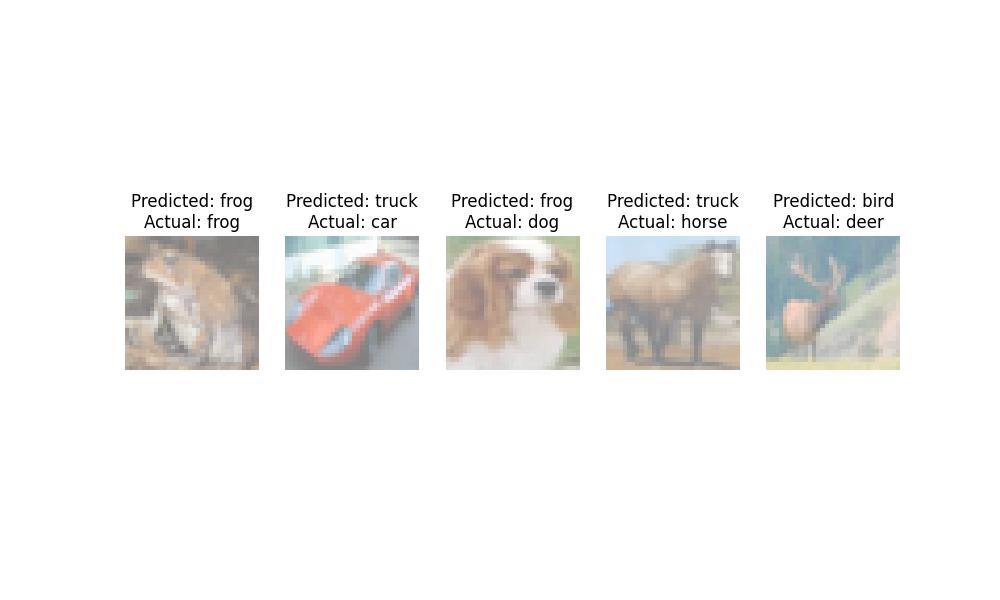 Predicted: frog
Actual: frog
Predicted: truck
Actual: car
Predicted: frog
Actual: dog
Predicted: truck
Actual: horse
Predicted: bird
Actual: deer